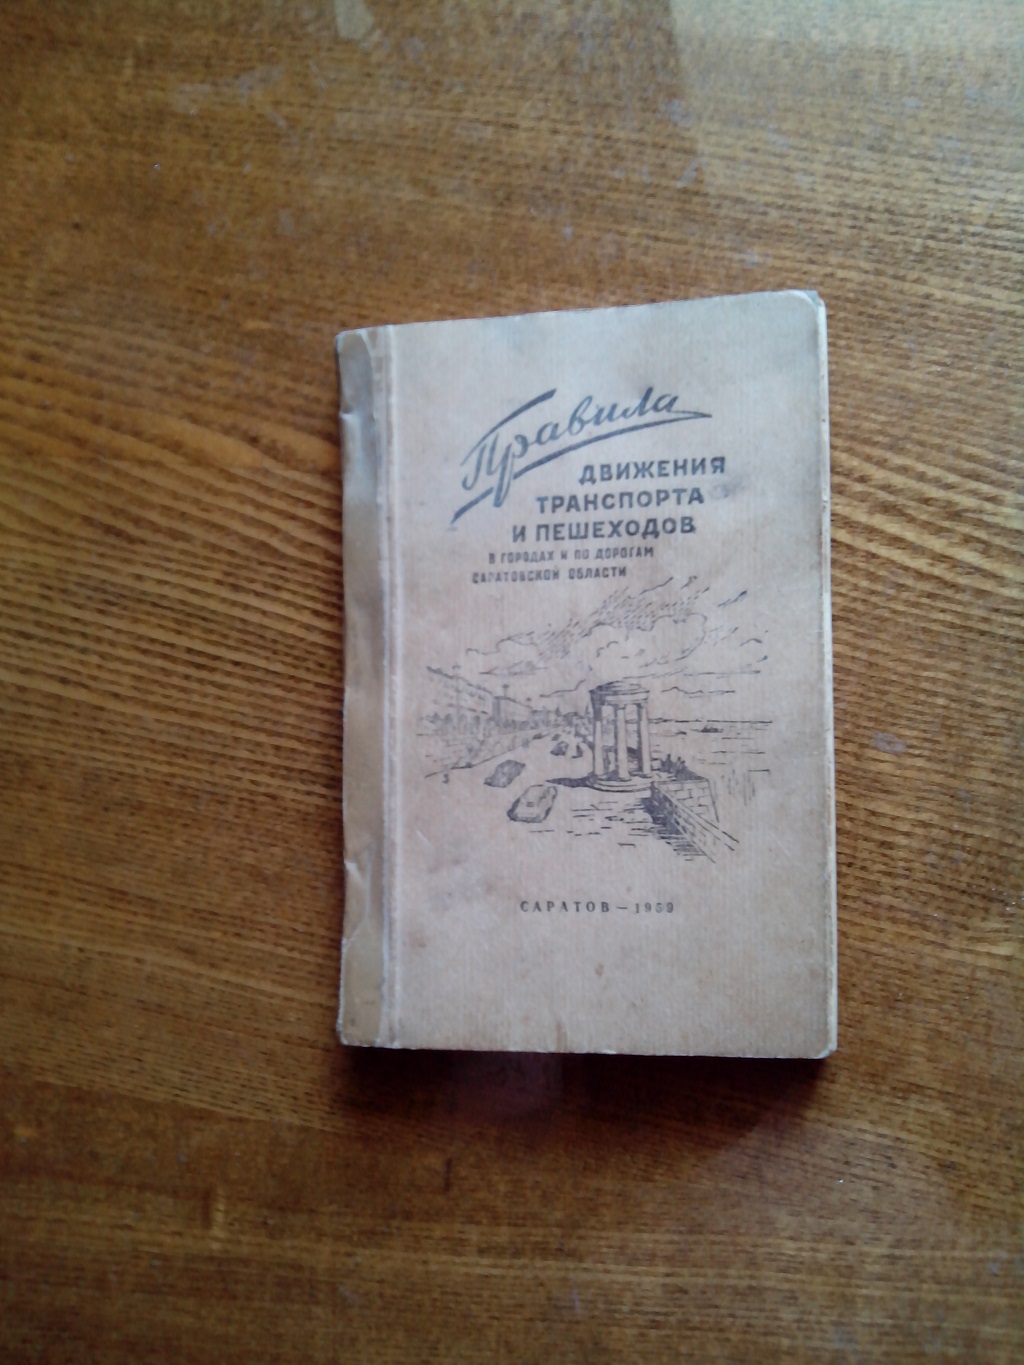 Правила
ДВИЖЕНИЯ
ТРАНСПОРТА
И ПЕШЕХОДОВ
В ГОРОДАХ И ПО ДОРОГАМ
САРАТОВСКОЙ ОБЛАСТИ
САРАТОВ — 1959